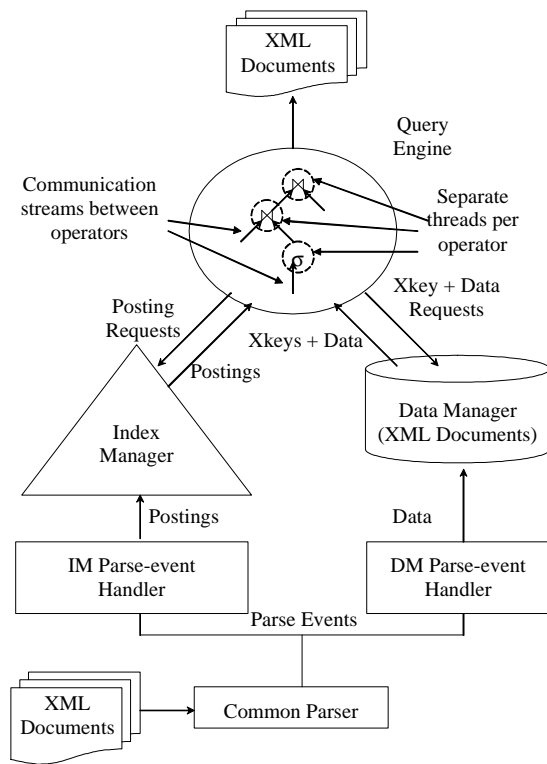 XML
Documents
Query
Engine
Communication
streams between
operators
Separate
threads per
operator
⋈
⋈
σ
Posting
Requests
Xkey + Data
Requests
Xkeys + Data
Postings
Index
Manager
Data Manager
(XML Documents)
Postings
Data
IM Parse-event
Handler
DM Parse-event
Handler
Parse Events
XML
Documents
Common Parser